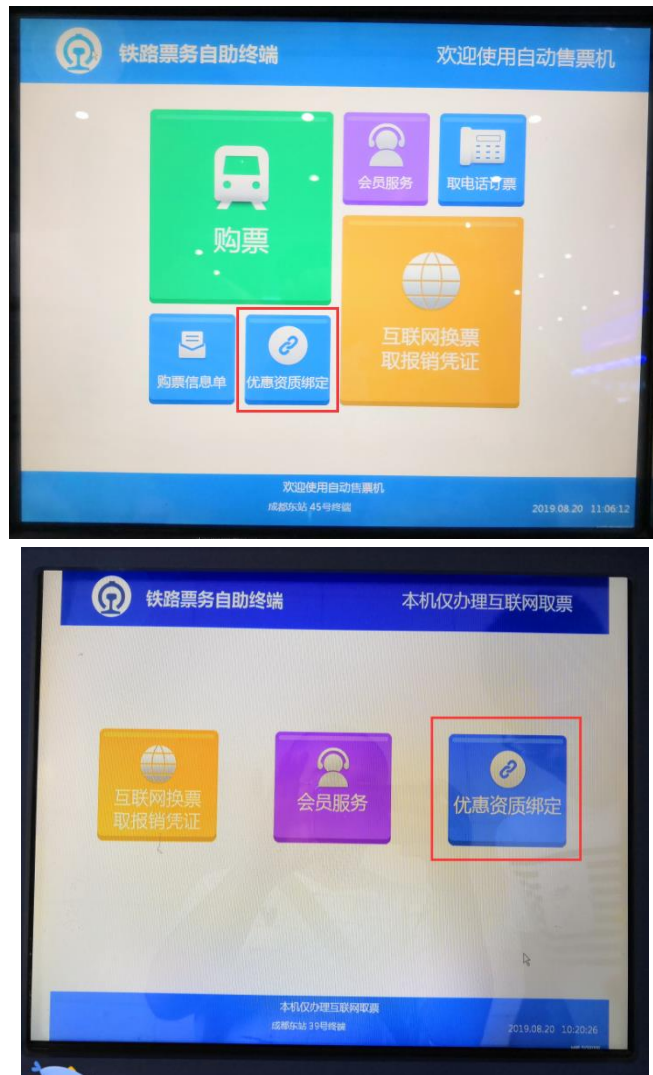 铁路票务自助终端
欢迎使用自动售票机
购票
会员服务
取电话订票
互联网换票
取报销凭证
购票信息单
优惠资质绑定
欢迎使用自动售票机
成都东站 45号终端
2019.08.20 11:06:12
铁路票务自助终端
本机仅办理互联网取票
互联网换票
取报销凭证
会员服务
优惠资质绑定
本机仅办理互联网取票
成都东站 39号终端
2019.08.20 10:20:26